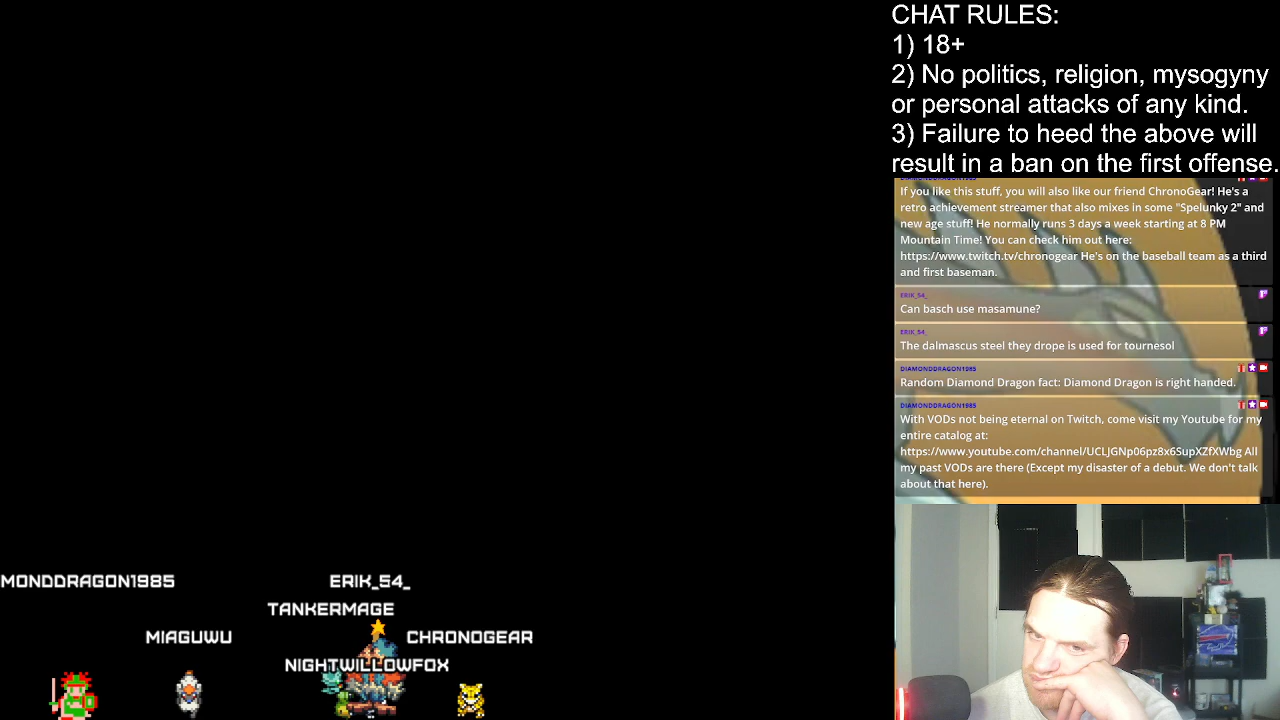 CHAT RULES:
1) 18+
2) No politics, religion, mysogyny
or personal attacks of any kind.
3) Failure to heed the above will
result in a ban on the first offense.
If you like this stuff, you will also like our friend ChronoGear! He's a
retro achievement streamer that also mixes in some "Spelunky 2" and
new age stuff! He normally runs 3 days a week starting at 8 PM
Mountain Time! You can check him out here:
https://www.twitch.tv/chronogear He's on the baseball team as a third
and first baseman.
ERIK_54_
Can basch use masamune?
ERIK_54_
The dalmascus steel they drope is used for tournesol
DIAMONDDRAGON1985
Random Diamond Dragon fact: Diamond Dragon is right handed.
DIAMONDDRAGON1985
With VODs not being eternal on Twitch, come visit my Youtube for my
entire catalog at:
https://www.youtube.com/channel/UCLJGNp06pz8x6SupXZfXWbg All
my past VODs are there (Except my disaster of a debut. We don't talk
about that here).
MONDDRAGON1985
ERIK_54_
TANKERMAGE
MIAGUWU
CHRONOGEAR
NIGHTWILLOWFOX